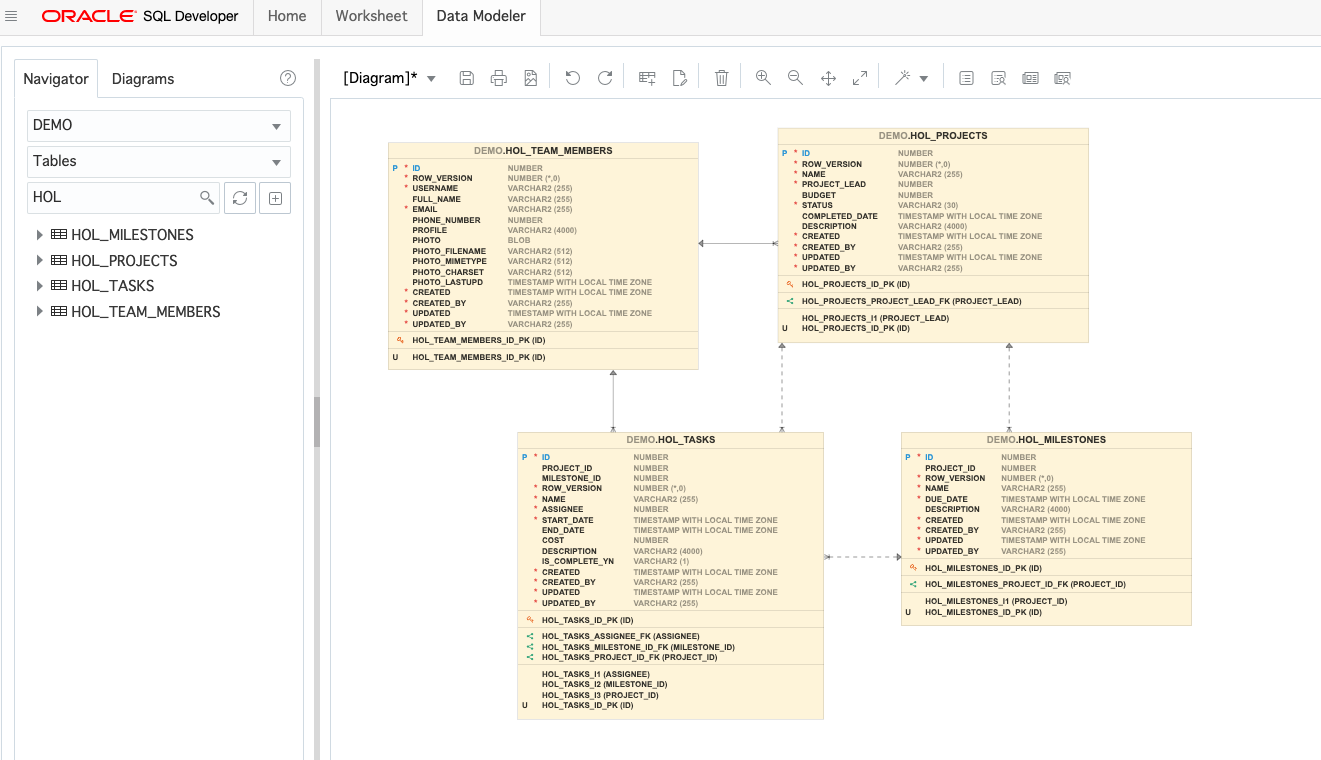 ORACLE SQL Developer Home Worksheet Data Modeler
Navigator Diagrams
[Diagram]*
DEMO
Tables
HOL
HOL_MILESTONES
HOL_PROJECTS
HOL_TASKS
HOL_TEAM_MEMBERS
DEMO.HOL_TEAM_MEMBERS
P * ID NUMBER
* ROW_VERSION NUMBER (*,0)
* USERNAME VARCHAR2 (255)
FULL_NAME VARCHAR2 (255)
* EMAIL VARCHAR2 (255)
PHONE_NUMBER NUMBER
PROFILE VARCHAR2 (4000)
PHOTO BLOB
PHOTO_FILENAME VARCHAR2 (512)
PHOTO_MIMETYPE VARCHAR2 (512)
PHOTO_CHARSET VARCHAR2 (512)
PHOTO_LASTUPD TIMESTAMP WITH LOCAL TIME ZONE
* CREATED TIMESTAMP WITH LOCAL TIME ZONE
* CREATED_BY VARCHAR2 (255)
* UPDATED TIMESTAMP WITH LOCAL TIME ZONE
* UPDATED_BY VARCHAR2 (255)
HOL_TEAM_MEMBERS_ID_PK (ID)
U HOL_TEAM_MEMBERS_ID_PK (ID)
DEMO.HOL_PROJECTS
P * ID NUMBER
* ROW_VERSION NUMBER (*,0)
* NAME VARCHAR2 (255)
* PROJECT_LEAD NUMBER
BUDGET NUMBER
* STATUS VARCHAR2 (30)
COMPLETED_DATE TIMESTAMP WITH LOCAL TIME ZONE
DESCRIPTION VARCHAR2 (4000)
* CREATED TIMESTAMP WITH LOCAL TIME ZONE
* CREATED_BY VARCHAR2 (255)
* UPDATED TIMESTAMP WITH LOCAL TIME ZONE
* UPDATED_BY VARCHAR2 (255)
HOL_PROJECTS_ID_PK (ID)
HOL_PROJECTS_PROJECT_LEAD_FK (PROJECT_LEAD)
HOL_PROJECTS_I1 (PROJECT_LEAD)
U HOL_PROJECTS_ID_PK (ID)
DEMO.HOL_TASKS
P * ID NUMBER
PROJECT_ID NUMBER
MILESTONE_ID NUMBER
* ROW_VERSION NUMBER (*,0)
* NAME VARCHAR2 (255)
* ASSIGNEE NUMBER
* START_DATE TIMESTAMP WITH LOCAL TIME ZONE
END_DATE TIMESTAMP WITH LOCAL TIME ZONE
COST NUMBER
DESCRIPTION VARCHAR2 (4000)
IS_COMPLETE_YN VARCHAR2 (1)
* CREATED TIMESTAMP WITH LOCAL TIME ZONE
* CREATED_BY VARCHAR2 (255)
* UPDATED TIMESTAMP WITH LOCAL TIME ZONE
* UPDATED_BY VARCHAR2 (255)
HOL_TASKS_ID_PK (ID)
HOL_TASKS_ASSIGNEE_FK (ASSIGNEE)
HOL_TASKS_MILESTONE_ID_FK (MILESTONE_ID)
HOL_TASKS_PROJECT_ID_FK (PROJECT_ID)
HOL_TASKS_I1 (ASSIGNEE)
HOL_TASKS_I2 (MILESTONE_ID)
HOL_TASKS_I3 (PROJECT_ID)
U HOL_TASKS_ID_PK (ID)
DEMO.HOL_MILESTONES
P * ID NUMBER
PROJECT_ID NUMBER
* ROW_VERSION NUMBER (*,0)
* NAME VARCHAR2 (255)
* DUE_DATE TIMESTAMP WITH LOCAL TIME ZONE
DESCRIPTION VARCHAR2 (4000)
* CREATED TIMESTAMP WITH LOCAL TIME ZONE
* CREATED_BY VARCHAR2 (255)
* UPDATED TIMESTAMP WITH LOCAL TIME ZONE
* UPDATED_BY VARCHAR2 (255)
HOL_MILESTONES_ID_PK (ID)
HOL_MILESTONES_PROJECT_ID_FK (PROJECT_ID)
HOL_MILESTONES_I1 (PROJECT_ID)
U HOL_MILESTONES_ID_PK (ID)